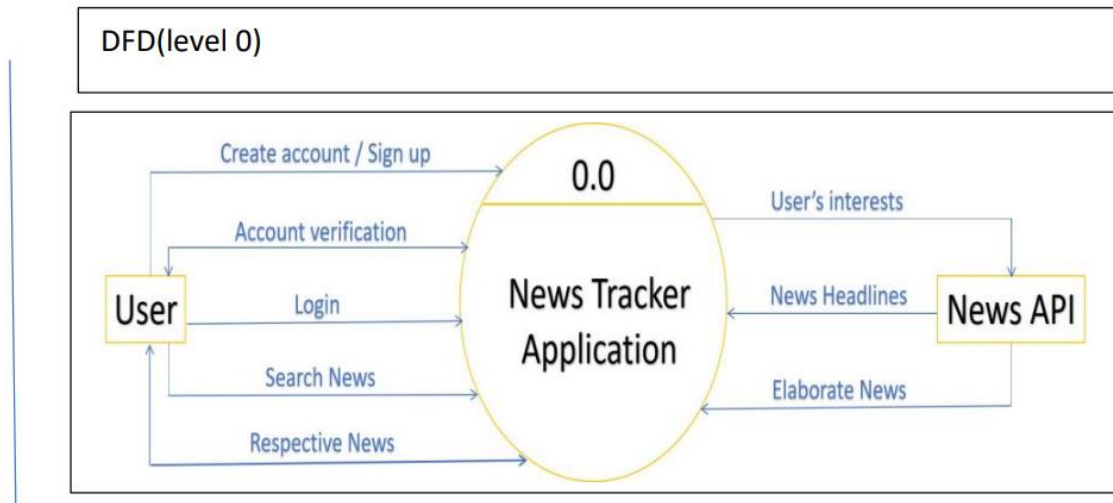 DFD(level 0)
Create account / Sign up
0.0
User's interests
Account verification
User
Login
News Tracker
Application
News Headlines
News API
Search News
Elaborate News
Respective News